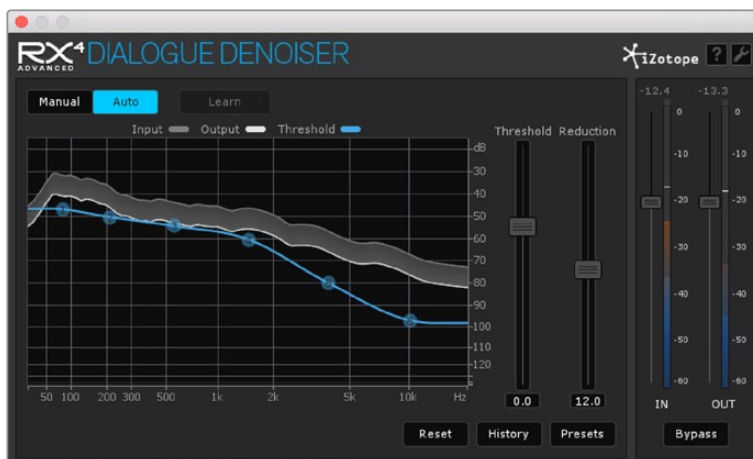 RX4 DIALOGUE DENOISER
ADVANCED
iZotope ?
Manual Auto Learn
Input Output Threshold
Threshold Reduction
-dB
-30
-40
-50
-60
-70
-80
-90
-100
-110
-120
50 100 200 300 500 1k 2k 5k 10k Hz
0.0 12.0
Reset History Presets
-12.4 -13.3
0 0
-10 -10
-20 -20
-30 -30
-40 -40
-50 -50
-60 -60
IN OUT
Bypass